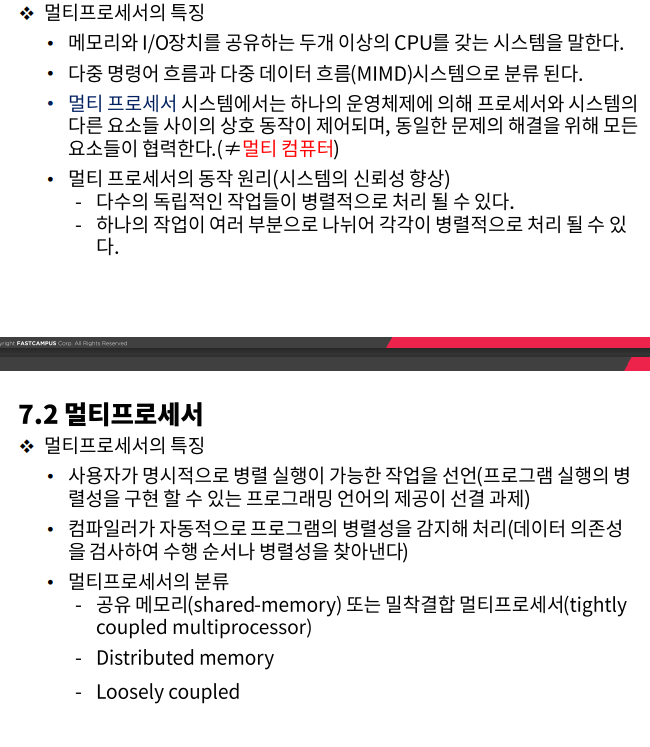 ❖ 멀티프로세서의 특징
• 메모리와 I/O장치를 공유하는 두개 이상의 CPU를 갖는 시스템을 말한다.
• 다중 명령어 흐름과 다중 데이터 흐름(MIMD)시스템으로 분류 된다.
• 멀티 프로세서 시스템에서는 하나의 운영체제에 의해 프로세서와 시스템의
다른 요소들 사이의 상호 동작이 제어되며, 동일한 문제의 해결을 위해 모든
요소들이 협력한다.(≠멀티 컴퓨터)
• 멀티 프로세서의 동작 원리(시스템의 신뢰성 향상)
- 다수의 독립적인 작업들이 병렬적으로 처리 될 수 있다.
- 하나의 작업이 여러 부분으로 나뉘어 각각이 병렬적으로 처리 될 수 있
다.
yright FASTCAMPUS Corp. All Rights Reserved
7.2 멀티프로세서
❖ 멀티프로세서의 특징
• 사용자가 명시적으로 병렬 실행이 가능한 작업을 선언(프로그램 실행의 병
렬성을 구현 할 수 있는 프로그래밍 언어의 제공이 선결 과제)
• 컴파일러가 자동적으로 프로그램의 병렬성을 감지해 처리(데이터 의존성
을 검사하여 수행 순서나 병렬성을 찾아낸다)
• 멀티프로세서의 분류
- 공유 메모리(shared-memory) 또는 밀착결합 멀티프로세서(tightly
coupled multiprocessor)
- Distributed memory
- Loosely coupled